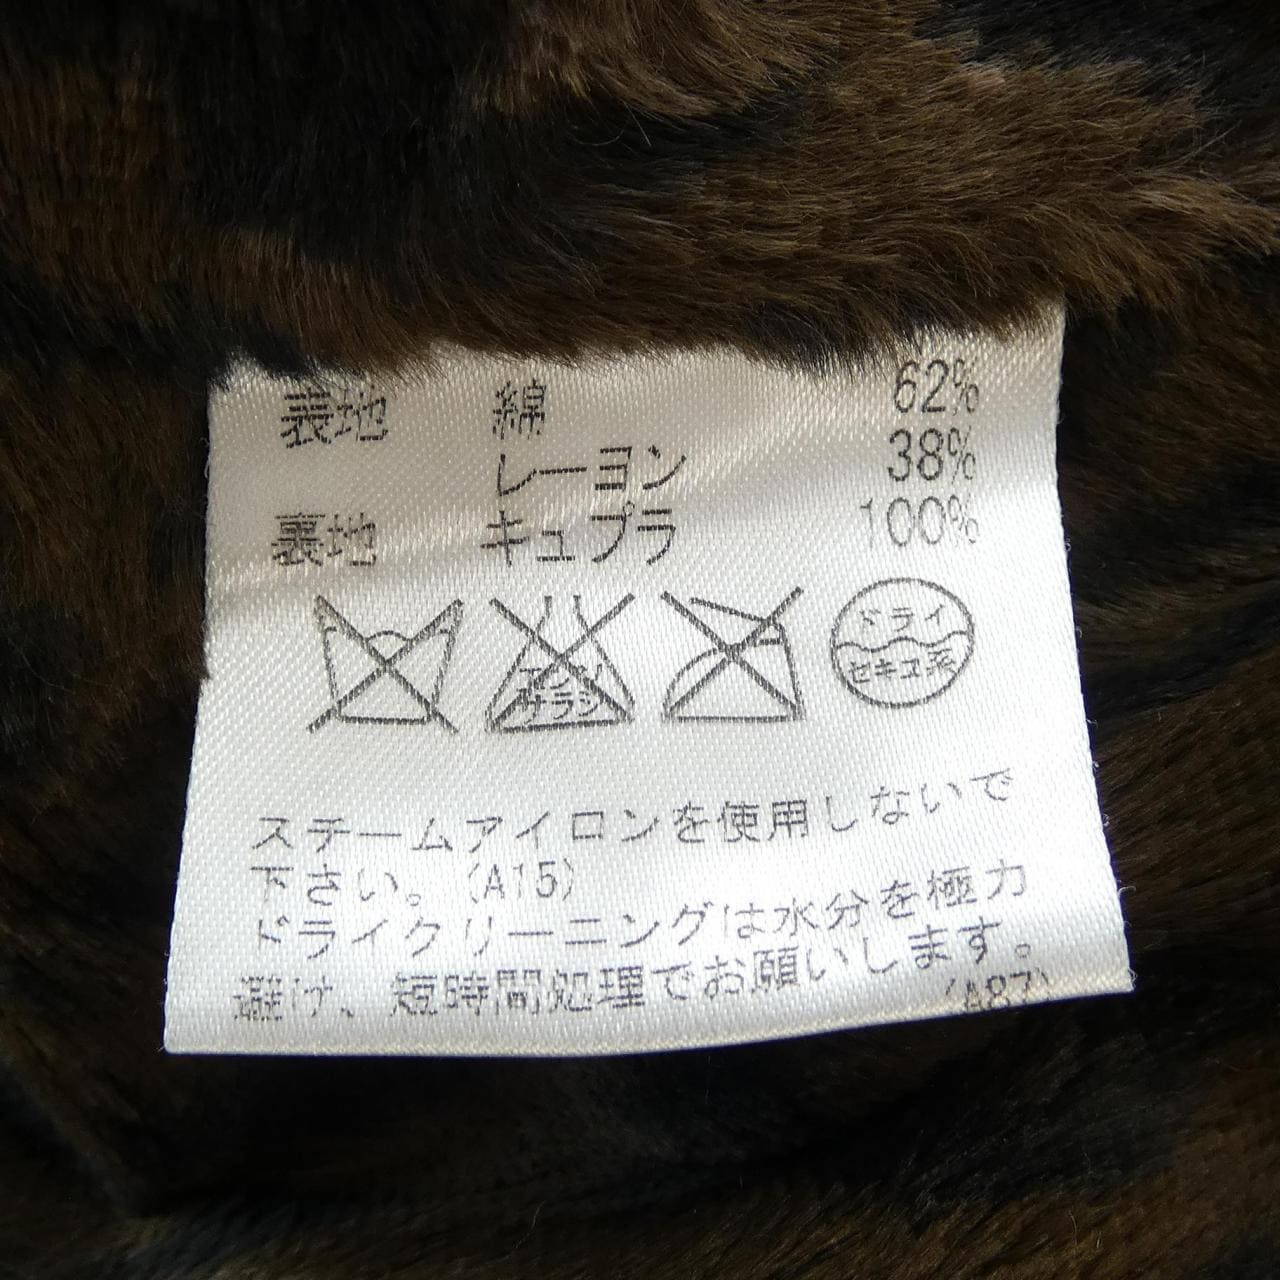 表地 綿 62%
レーヨン 38%
裏地 キュプラ 100%
エンソ
サラシ
ドライ
セキユ系
スチームアイロンを使用しないで
下さい。(A15)
ドライクリーニングは水分を極力
避け、短時間処理でお願いします。
(A87)